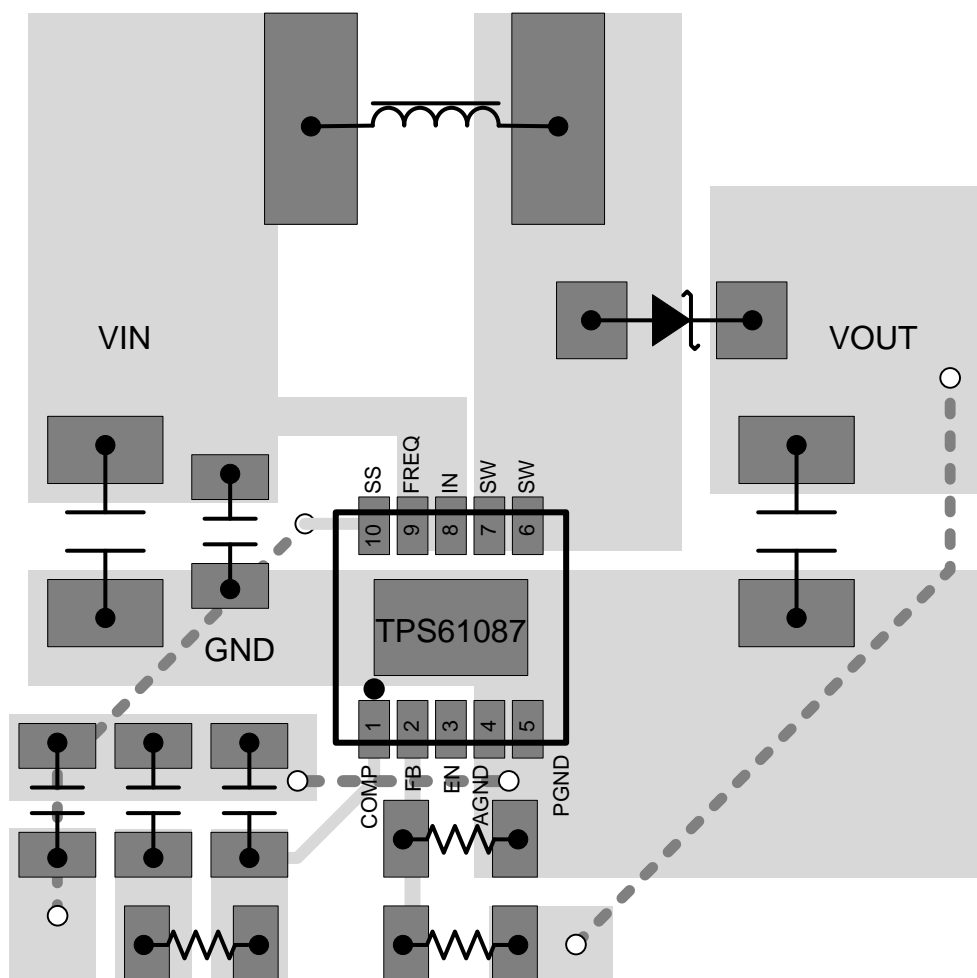 VIN
VOUT
SS
FREQ
IN
SW
SW
10
9
8
7
6
TPS61087
GND
1
2
3
4
5
COMP
FB
EN
AGND
PGND